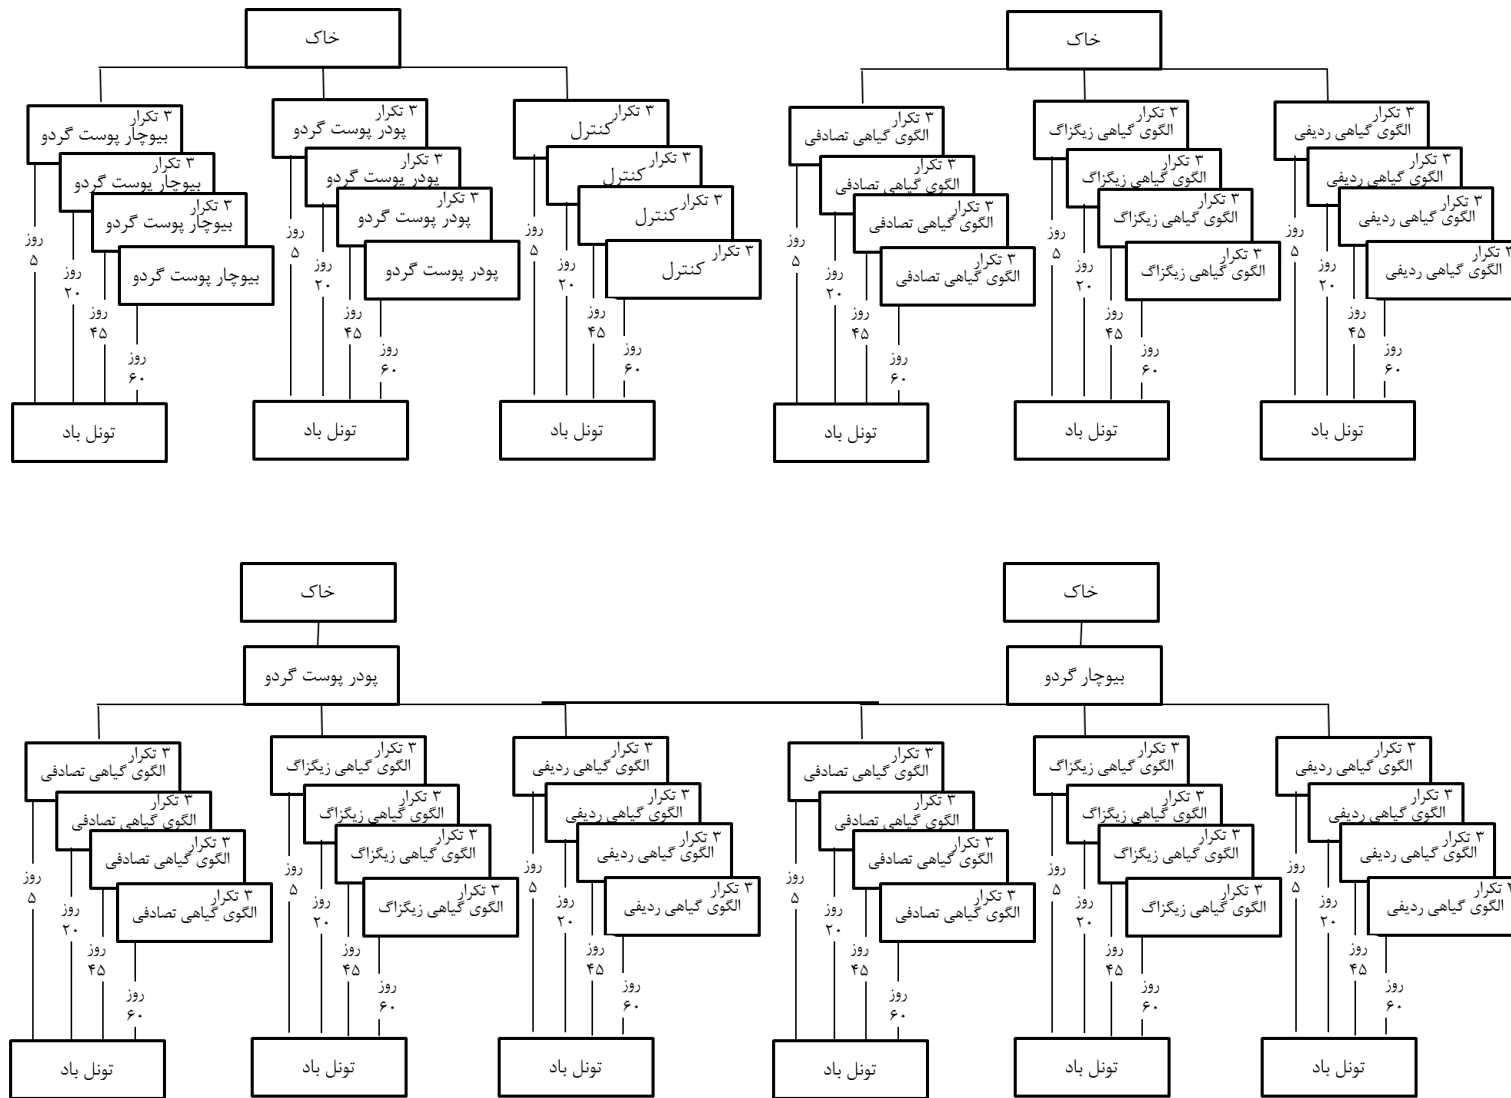 خاک
۳ تکرار
کنترل
۳ تکرار
کنترل
۳ تکرار
کنترل
۳ تکرار
کنترل
۳ تکرار
پودر پوست گردو
۳ تکرار
پودر پوست گردو
۳ تکرار
پودر پوست گردو
پودر پوست گردو
۳ تکرار
بیوچار پوست گردو
۳ تکرار
بیوچار پوست گردو
۳ تکرار
بیوچار پوست گردو
بیوچار پوست گردو
روز
۵
روز
۲۰
روز
۴۵
روز
۶۰
روز
۵
روز
۲۰
روز
۴۵
روز
۶۰
روز
۵
روز
۲۰
روز
۴۵
روز
۶۰
تونل باد
تونل باد
تونل باد
خاک
۳ تکرار
الگوی گیاهی ردیفی
۳ تکرار
الگوی گیاهی ردیفی
۳ تکرار
الگوی گیاهی ردیفی
۳ تکرار
الگوی گیاهی ردیفی
۳ تکرار
الگوی گیاهی زیگزاگ
۳ تکرار
الگوی گیاهی زیگزاگ
۳ تکرار
الگوی گیاهی زیگزاگ
۳ تکرار
الگوی گیاهی زیگزاگ
۳ تکرار
الگوی گیاهی تصادفی
۳ تکرار
الگوی گیاهی تصادفی
۳ تکرار
الگوی گیاهی تصادفی
۳ تکرار
الگوی گیاهی تصادفی
روز
۵
روز
۲۰
روز
۴۵
روز
۶۰
روز
۵
روز
۲۰
روز
۴۵
روز
۶۰
روز
۵
روز
۲۰
روز
۴۵
روز
۶۰
تونل باد
تونل باد
تونل باد
خاک
پودر پوست گردو
۳ تکرار
الگوی گیاهی ردیفی
۳ تکرار
الگوی گیاهی ردیفی
۳ تکرار
الگوی گیاهی ردیفی
۳ تکرار
الگوی گیاهی ردیفی
۳ تکرار
الگوی گیاهی زیگزاگ
۳ تکرار
الگوی گیاهی زیگزاگ
۳ تکرار
الگوی گیاهی زیگزاگ
۳ تکرار
الگوی گیاهی زیگزاگ
۳ تکرار
الگوی گیاهی تصادفی
۳ تکرار
الگوی گیاهی تصادفی
۳ تکرار
الگوی گیاهی تصادفی
۳ تکرار
الگوی گیاهی تصادفی
روز
۵
روز
۲۰
روز
۴۵
روز
۶۰
روز
۵
روز
۲۰
روز
۴۵
روز
۶۰
روز
۵
روز
۲۰
روز
۴۵
روز
۶۰
تونل باد
تونل باد
تونل باد
خاک
بیوچار گردو
۳ تکرار
الگوی گیاهی ردیفی
۳ تکرار
الگوی گیاهی ردیفی
۳ تکرار
الگوی گیاهی ردیفی
۳ تکرار
الگوی گیاهی ردیفی
۳ تکرار
الگوی گیاهی زیگزاگ
۳ تکرار
الگوی گیاهی زیگزاگ
۳ تکرار
الگوی گیاهی زیگزاگ
۳ تکرار
الگوی گیاهی زیگزاگ
۳ تکرار
الگوی گیاهی تصادفی
۳ تکرار
الگوی گیاهی تصادفی
۳ تکرار
الگوی گیاهی تصادفی
۳ تکرار
الگوی گیاهی تصادفی
روز
۵
روز
۲۰
روز
۴۵
روز
۶۰
روز
۵
روز
۲۰
روز
۴۵
روز
۶۰
روز
۵
روز
۲۰
روز
۴۵
روز
۶۰
تونل باد
تونل باد
تونل باد